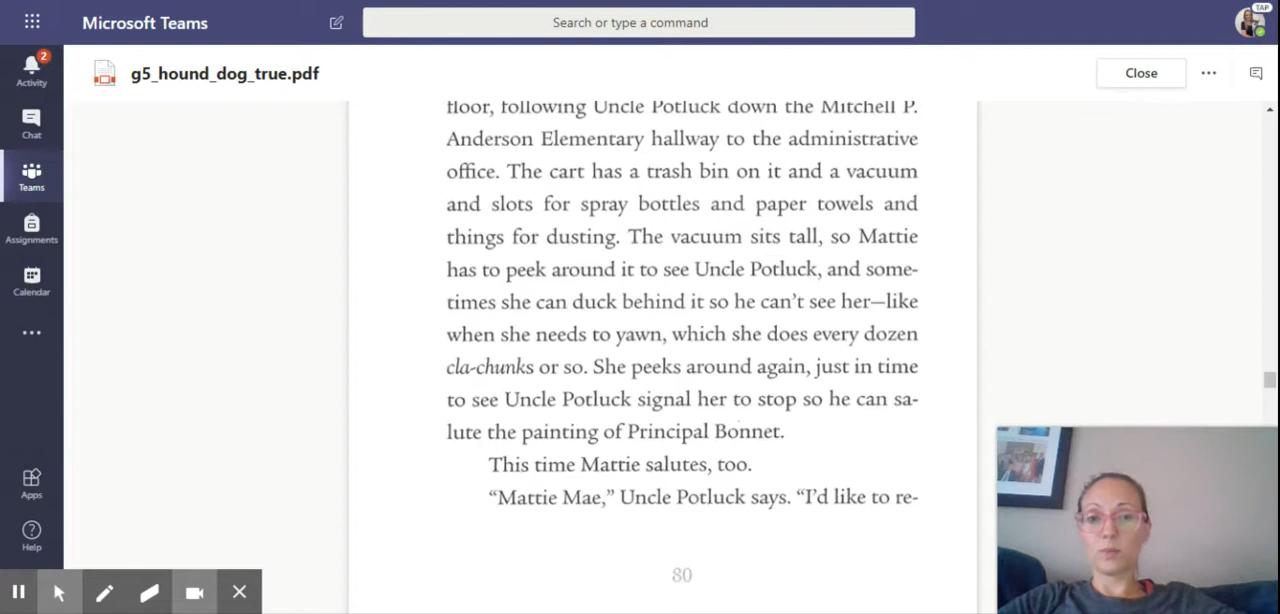 Microsoft Teams
Search or type a command
TAP
2
Activity
Chat
Teams
Assignments
Calendar
Apps
Help
g5_hound_dog_true.pdf
Close
floor, following Uncle Potluck down the Mitchell P.
Anderson Elementary hallway to the administrative
office. The cart has a trash bin on it and a vacuum
and slots for spray bottles and paper towels and
things for dusting. The vacuum sits tall, so Mattie
has to peek around it to see Uncle Potluck, and some-
times she can duck behind it so he can't see her—like
when she needs to yawn, which she does every dozen
cla-chunks or so. She peeks around again, just in time
to see Uncle Potluck signal her to stop so he can sa-
lute the painting of Principal Bonnet.
This time Mattie salutes, too.
“Mattie Mae,” Uncle Potluck says. “I'd like to re-
80